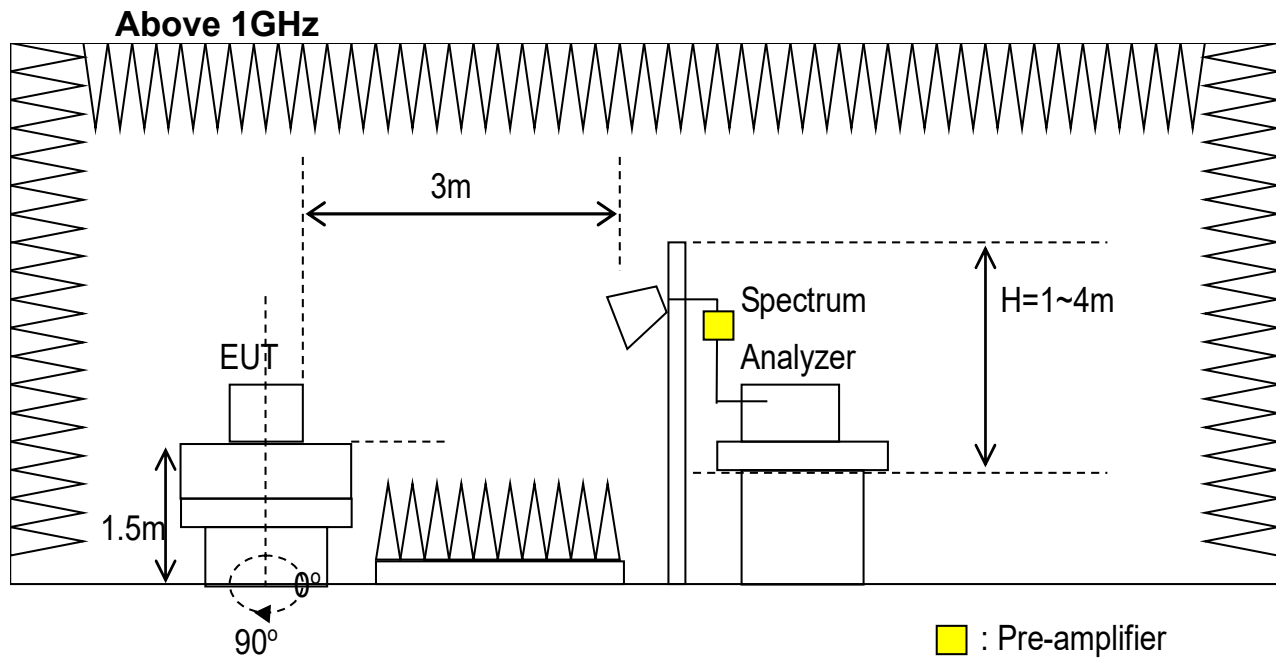 Above 1GHz
3m
Spectrum
H=1~4m
EUT
Analyzer
1.5m
0º
90º
: Pre-amplifier